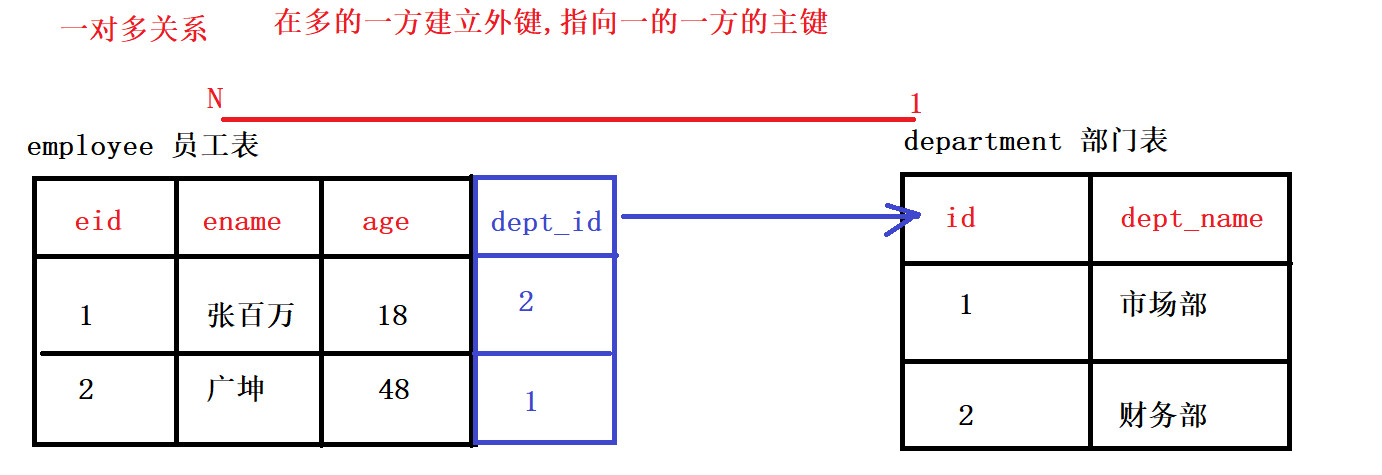 一对多关系 在多的一方建立外键,指向一的一方的主键
N 1
employee 员工表 department 部门表
eid ename age dept_id id dept_name
1 张百万 18 2 1 市场部
2 广坤 48 1 2 财务部